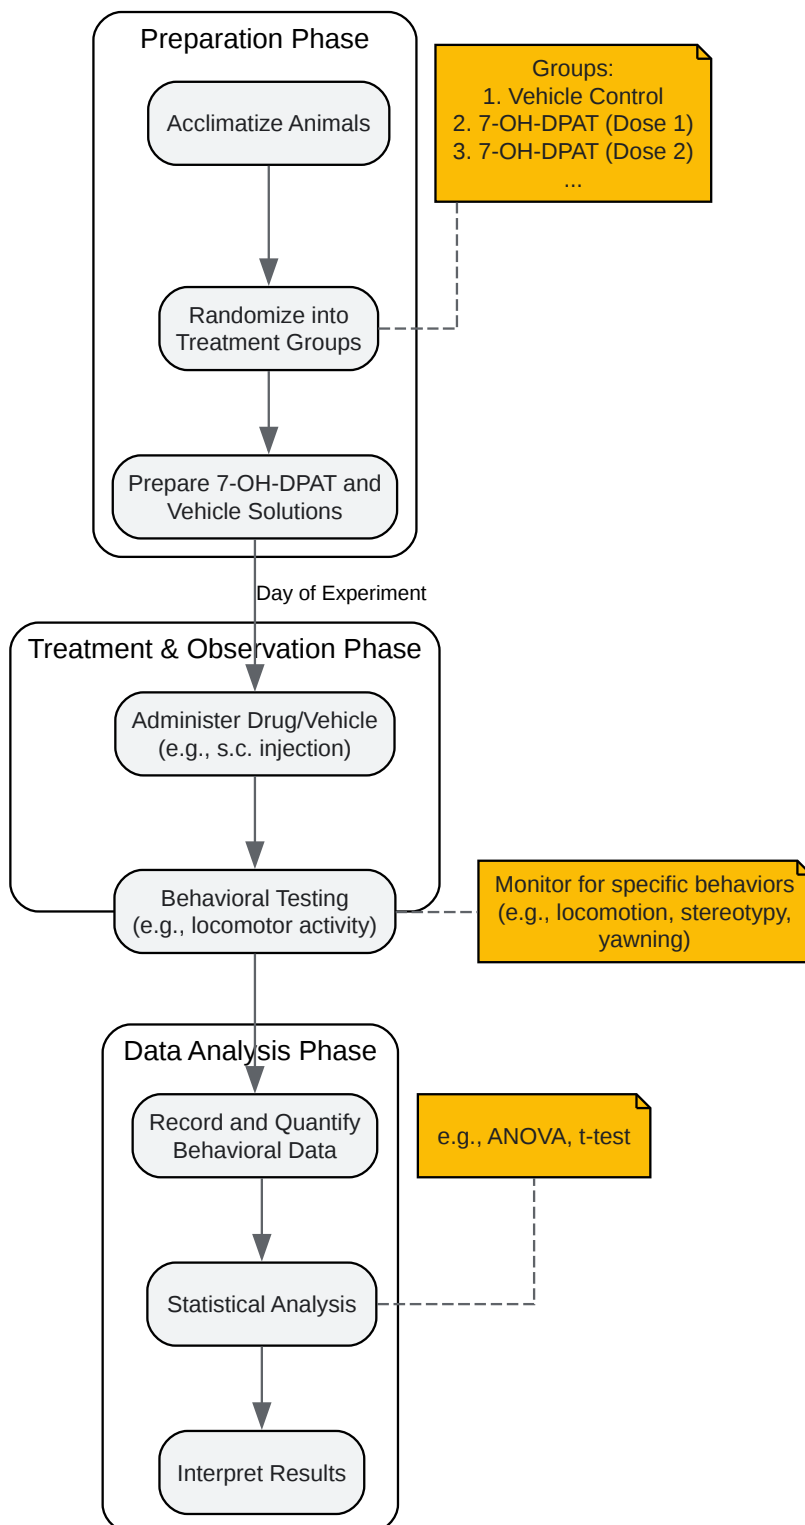 Preparation Phase
Acclimatize Animals
Groups:
1. Vehicle Control
2. 7-OH-DPAT (Dose 1)
3. 7-OH-DPAT (Dose 2)
...
Randomize into
Treatment Groups
Prepare 7-OH-DPAT and
Vehicle Solutions
Day of Experiment
Treatment & Observation Phase
Administer Drug/Vehicle
(e.g., s.c. injection)
Behavioral Testing
(e.g., locomotor activity)
Monitor for specific behaviors
(e.g., locomotion, stereotypy,
yawning)
Data Analysis Phase
Record and Quantify
Behavioral Data
e.g., ANOVA, t-test
Statistical Analysis
Interpret Results